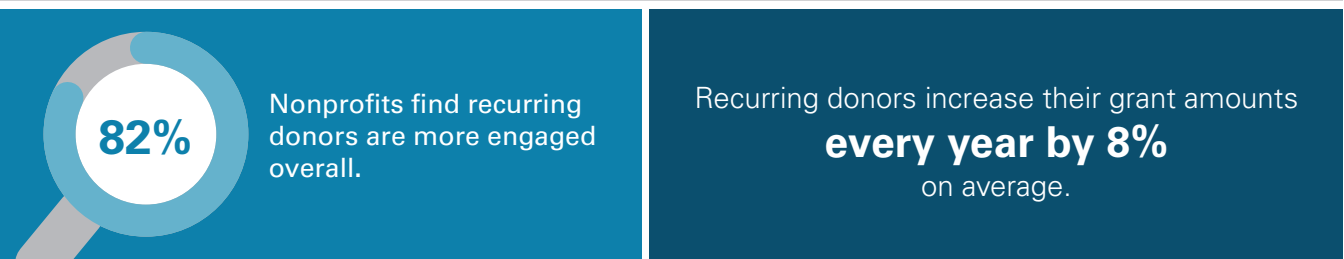 82%
Nonprofits find recurring
donors are more engaged
overall.
Recurring donors increase their grant amounts
every year by 8%
on average.